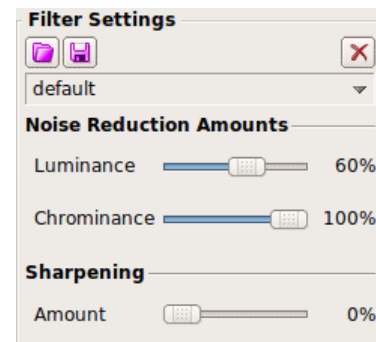 Filter Settings
default
Noise Reduction Amounts
Luminance 60%
Chrominance 100%
Sharpening
Amount 0%